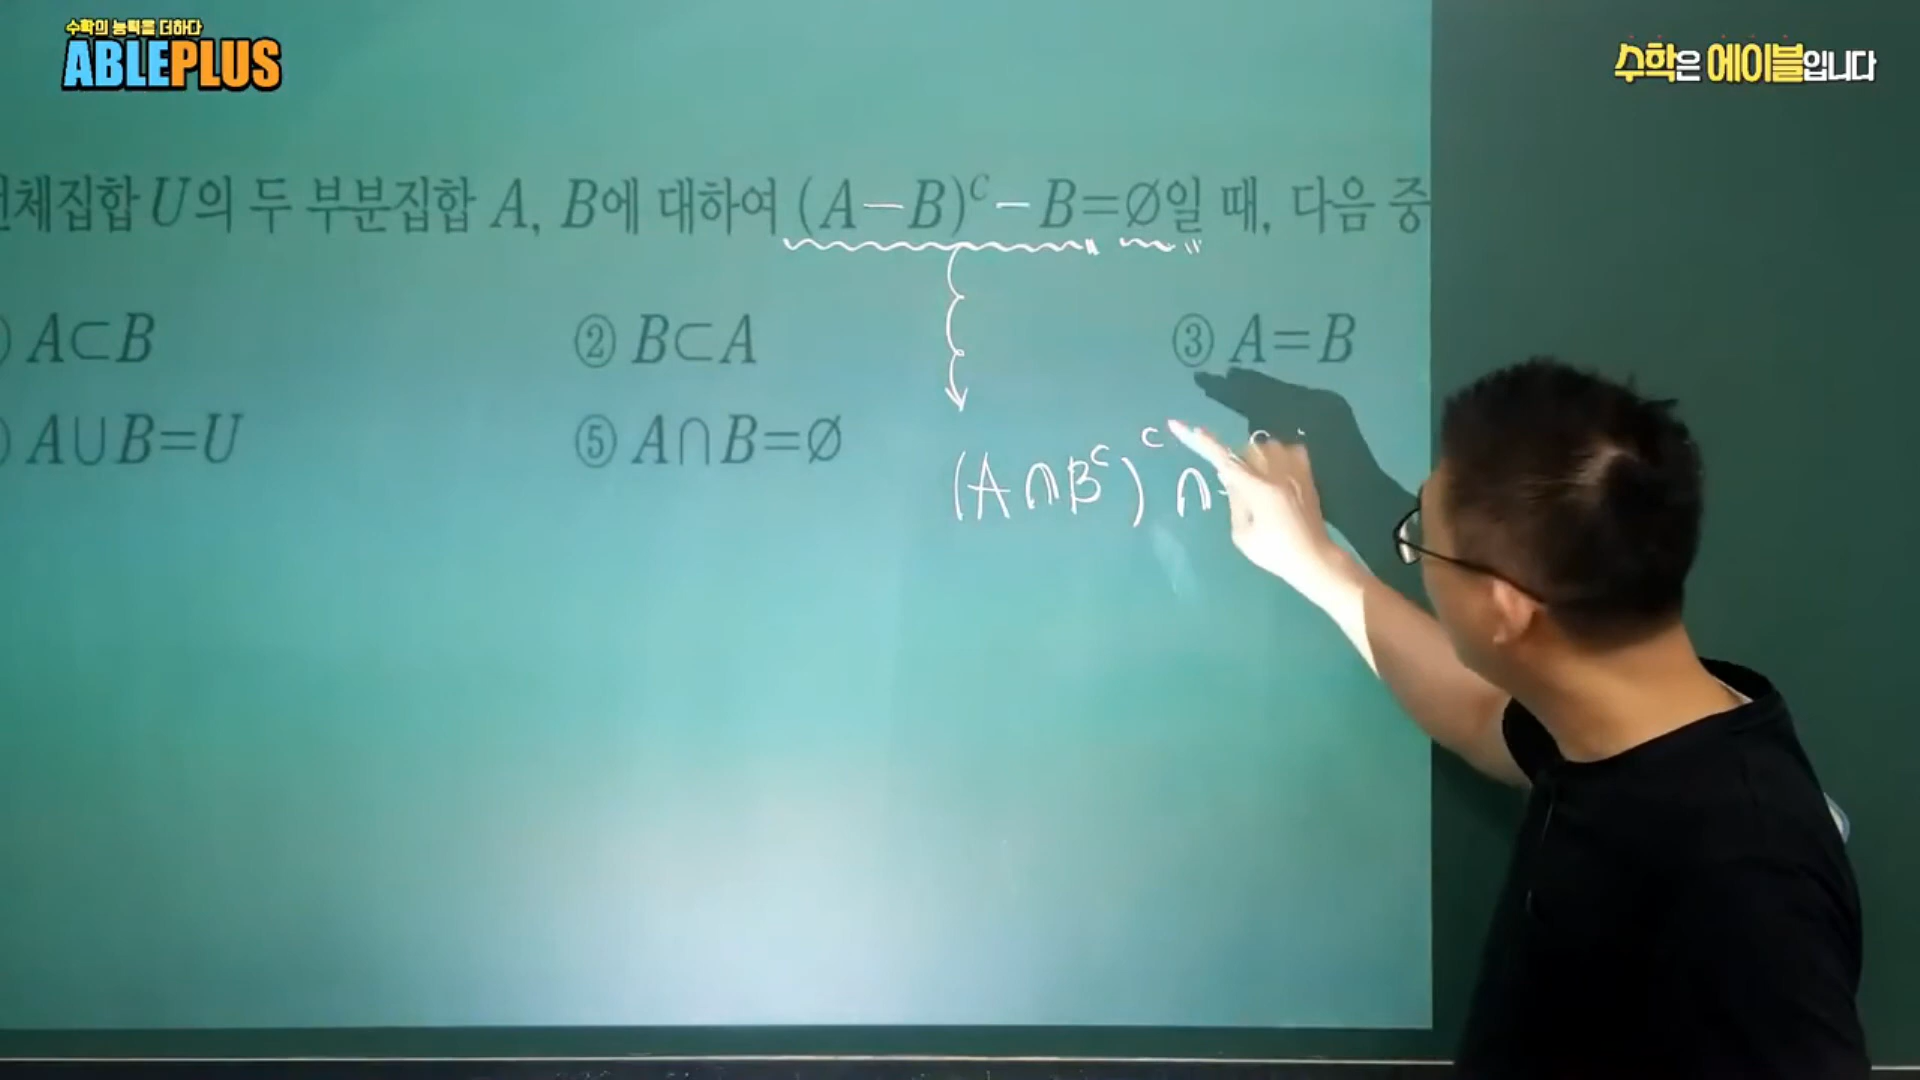 수학의 능력을 더하다
ABLEPLUS
수학은 에이블입니다
전체집합 U의 두 부분집합 A, B에 대하여 (A-B)^C-B=∅일 때, 다음 중
A⊂B
② B⊂A
③ A=B
A∪B=U
⑤ A∩B=∅
(A∩B^C)^C ∩